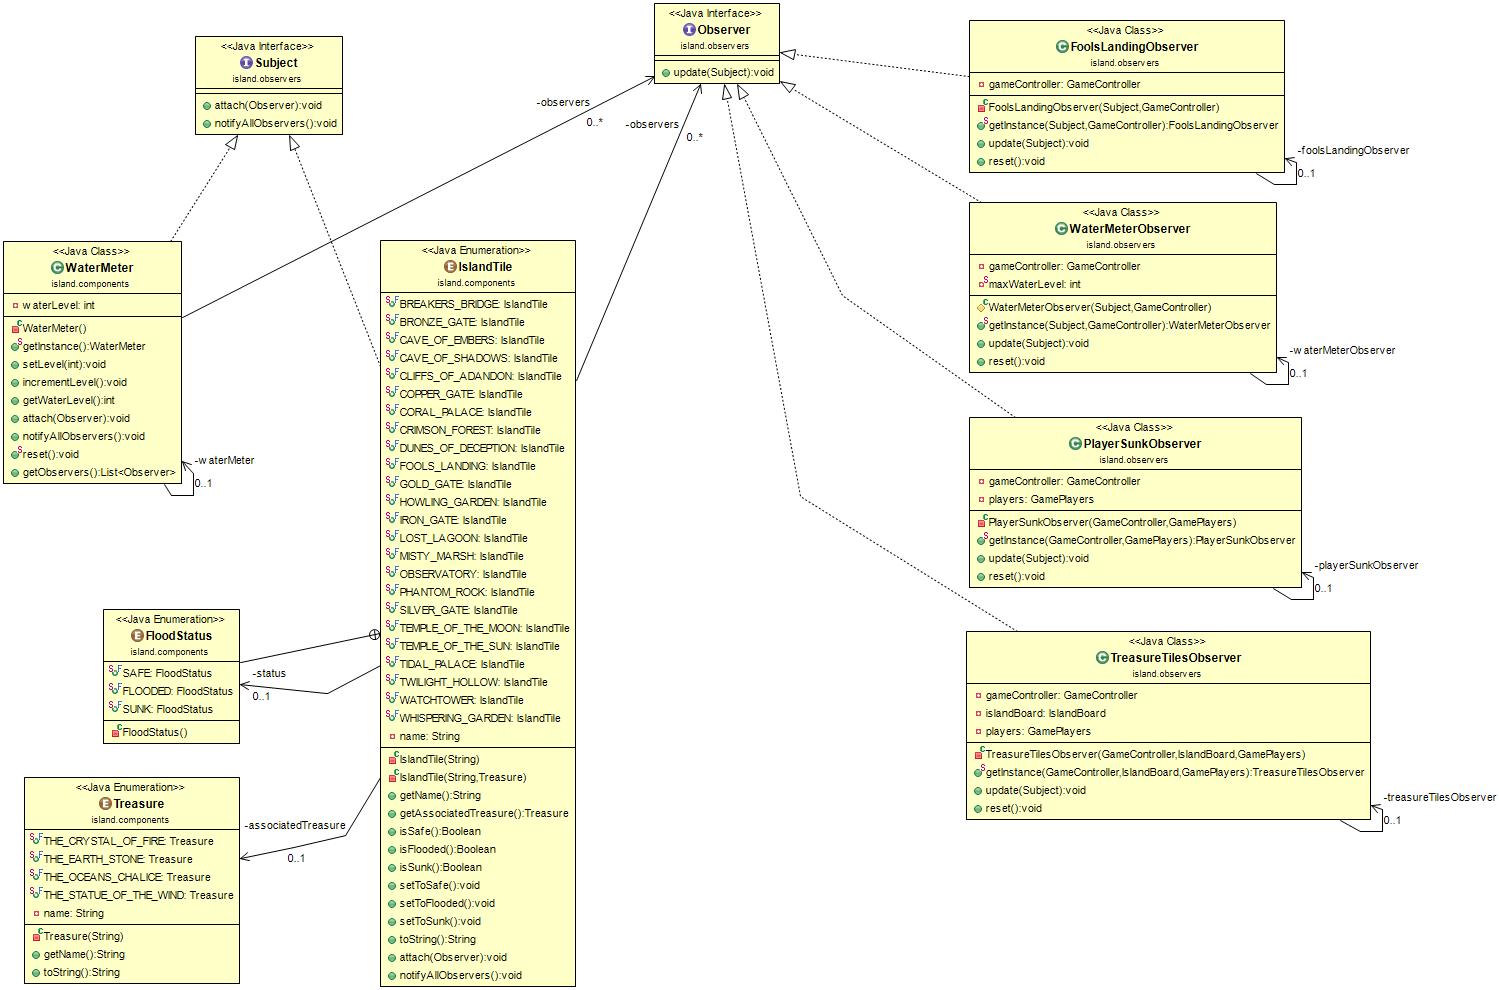 <<Java Interface>>
Subject
island.observers
attach(Observer):void
notifyAllObservers():void
<<Java Interface>>
Observer
island.observers
update(Subject):void
-observers
0..*
-observers
0..*
<<Java Class>>
FoolsLandingObserver
island.observers
gameController: GameController
FoolsLandingObserver(Subject,GameController)
getInstance(Subject,GameController):FoolsLandingObserver
update(Subject):void
reset():void
-foolsLandingObserver
0..1
<<Java Class>>
WaterMeterObserver
island.observers
gameController: GameController
maxWaterLevel: int
WaterMeterObserver(Subject,GameController)
getInstance(Subject,GameController):WaterMeterObserver
update(Subject):void
reset():void
-waterMeterObserver
0..1
<<Java Class>>
WaterMeter
island.components
waterLevel: int
WaterMeter()
getInstance():WaterMeter
setLevel(int):void
incrementLevel():void
getWaterLevel():int
attach(Observer):void
notifyAllObservers():void
reset():void
getObservers():List<Observer>
-waterMeter
0..1
<<Java Enumeration>>
IslandTile
island.components
BREAKERS_BRIDGE: IslandTile
BRONZE_GATE: IslandTile
CAVE_OF_EMBERS: IslandTile
CAVE_OF_SHADOWS: IslandTile
CLIFFS_OF_ADANDON: IslandTile
COPPER_GATE: IslandTile
CORAL_PALACE: IslandTile
CRIMSON_FOREST: IslandTile
DUNES_OF_DECEPTION: IslandTile
FOOLS_LANDING: IslandTile
GOLD_GATE: IslandTile
HOWLING_GARDEN: IslandTile
IRON_GATE: IslandTile
LOST_LAGOON: IslandTile
MISTY_MARSH: IslandTile
OBSERVATORY: IslandTile
PHANTOM_ROCK: IslandTile
SILVER_GATE: IslandTile
TEMPLE_OF_THE_MOON: IslandTile
TEMPLE_OF_THE_SUN: IslandTile
TIDAL_PALACE: IslandTile
TWILIGHT_HOLLOW: IslandTile
WATCHTOWER: IslandTile
WHISPERING_GARDEN: IslandTile
name: String
IslandTile(String)
IslandTile(String,Treasure)
getName():String
getAssociatedTreasure():Treasure
isSafe():Boolean
isFlooded():Boolean
isSunk():Boolean
setToSafe():void
setToFlooded():void
setToSunk():void
toString():String
attach(Observer):void
notifyAllObservers():void
<<Java Class>>
PlayerSunkObserver
island.observers
gameController: GameController
players: GamePlayers
PlayerSunkObserver(GameController,GamePlayers)
getInstance(GameController,GamePlayers):PlayerSunkObserver
update(Subject):void
reset():void
-playerSunkObserver
0..1
<<Java Enumeration>>
FloodStatus
island.components
SAFE: FloodStatus
FLOODED: FloodStatus
SUNK: FloodStatus
FloodStatus()
-status
0..1
<<Java Class>>
TreasureTilesObserver
island.observers
gameController: GameController
islandBoard: IslandBoard
players: GamePlayers
TreasureTilesObserver(GameController,IslandBoard,GamePlayers)
getInstance(GameController,IslandBoard,GamePlayers):TreasureTilesObserver
update(Subject):void
reset():void
-treasureTilesObserver
0..1
<<Java Enumeration>>
Treasure
island.components
THE_CRYSTAL_OF_FIRE: Treasure
THE_EARTH_STONE: Treasure
THE_OCEANS_CHALICE: Treasure
THE_STATUE_OF_THE_WIND: Treasure
name: String
Treasure(String)
getName():String
toString():String
-associatedTreasure
0..1